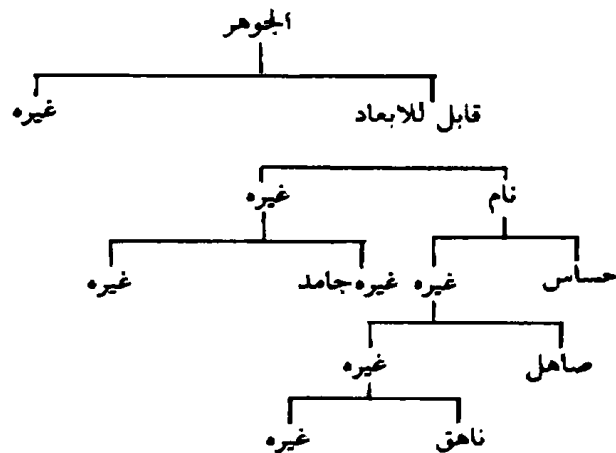 الجوهر
قابل للابعاد غيره
نام غيره
حساس غيره غيره جامد غيره
صاهل غيره
ناهق غيره